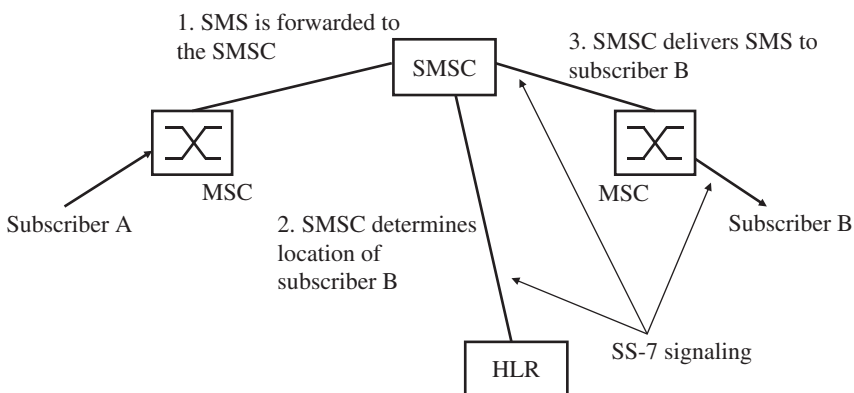 1. SMS is forwarded to
the SMSC
SMSC
3. SMSC delivers SMS to
subscriber B
MSC
MSC
Subscriber A
2. SMSC determines
location of
subscriber B
Subscriber B
SS-7 signaling
HLR